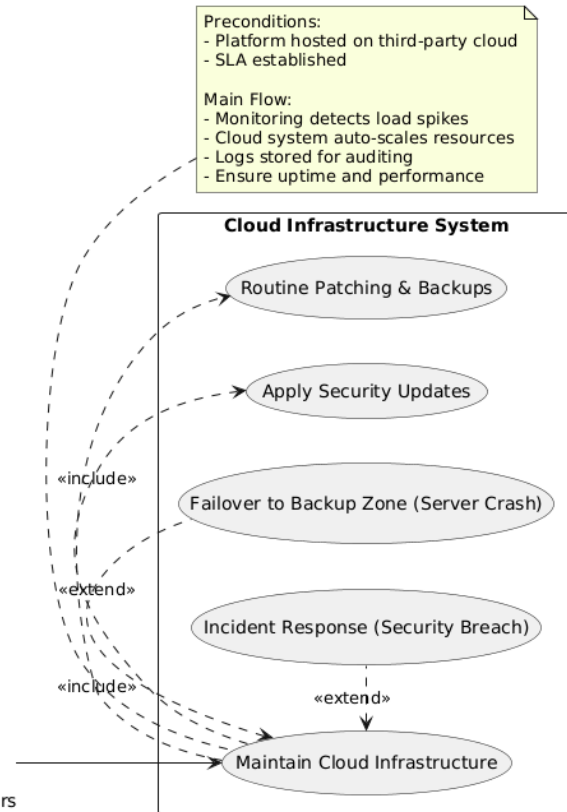 Preconditions:
- Platform hosted on third-party cloud
- SLA established
Main Flow:
- Monitoring detects load spikes
- Cloud system auto-scales resources
- Logs stored for auditing
- Ensure uptime and performance
Cloud Infrastructure System
Routine Patching & Backups
Apply Security Updates
«include»
Failover to Backup Zone (Server Crash)
«extend»
Incident Response (Security Breach)
«include»
«extend»
Maintain Cloud Infrastructure
rs